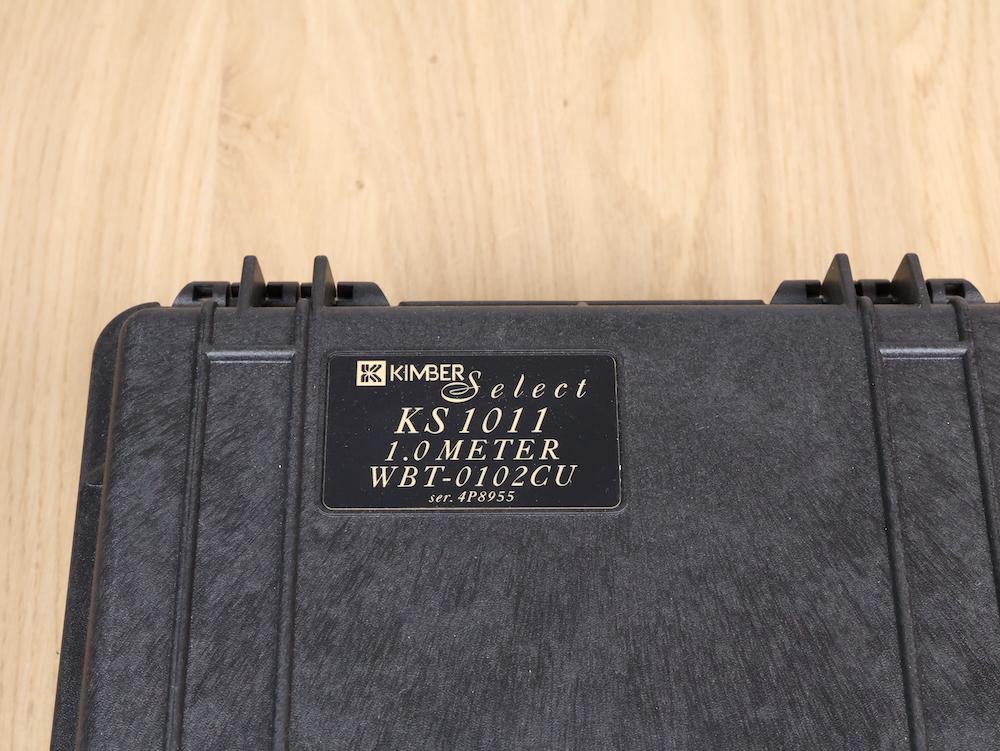 KIMBER Select
KS 1011
1.0 METER
WBT-0102CU
ser. 4P8955